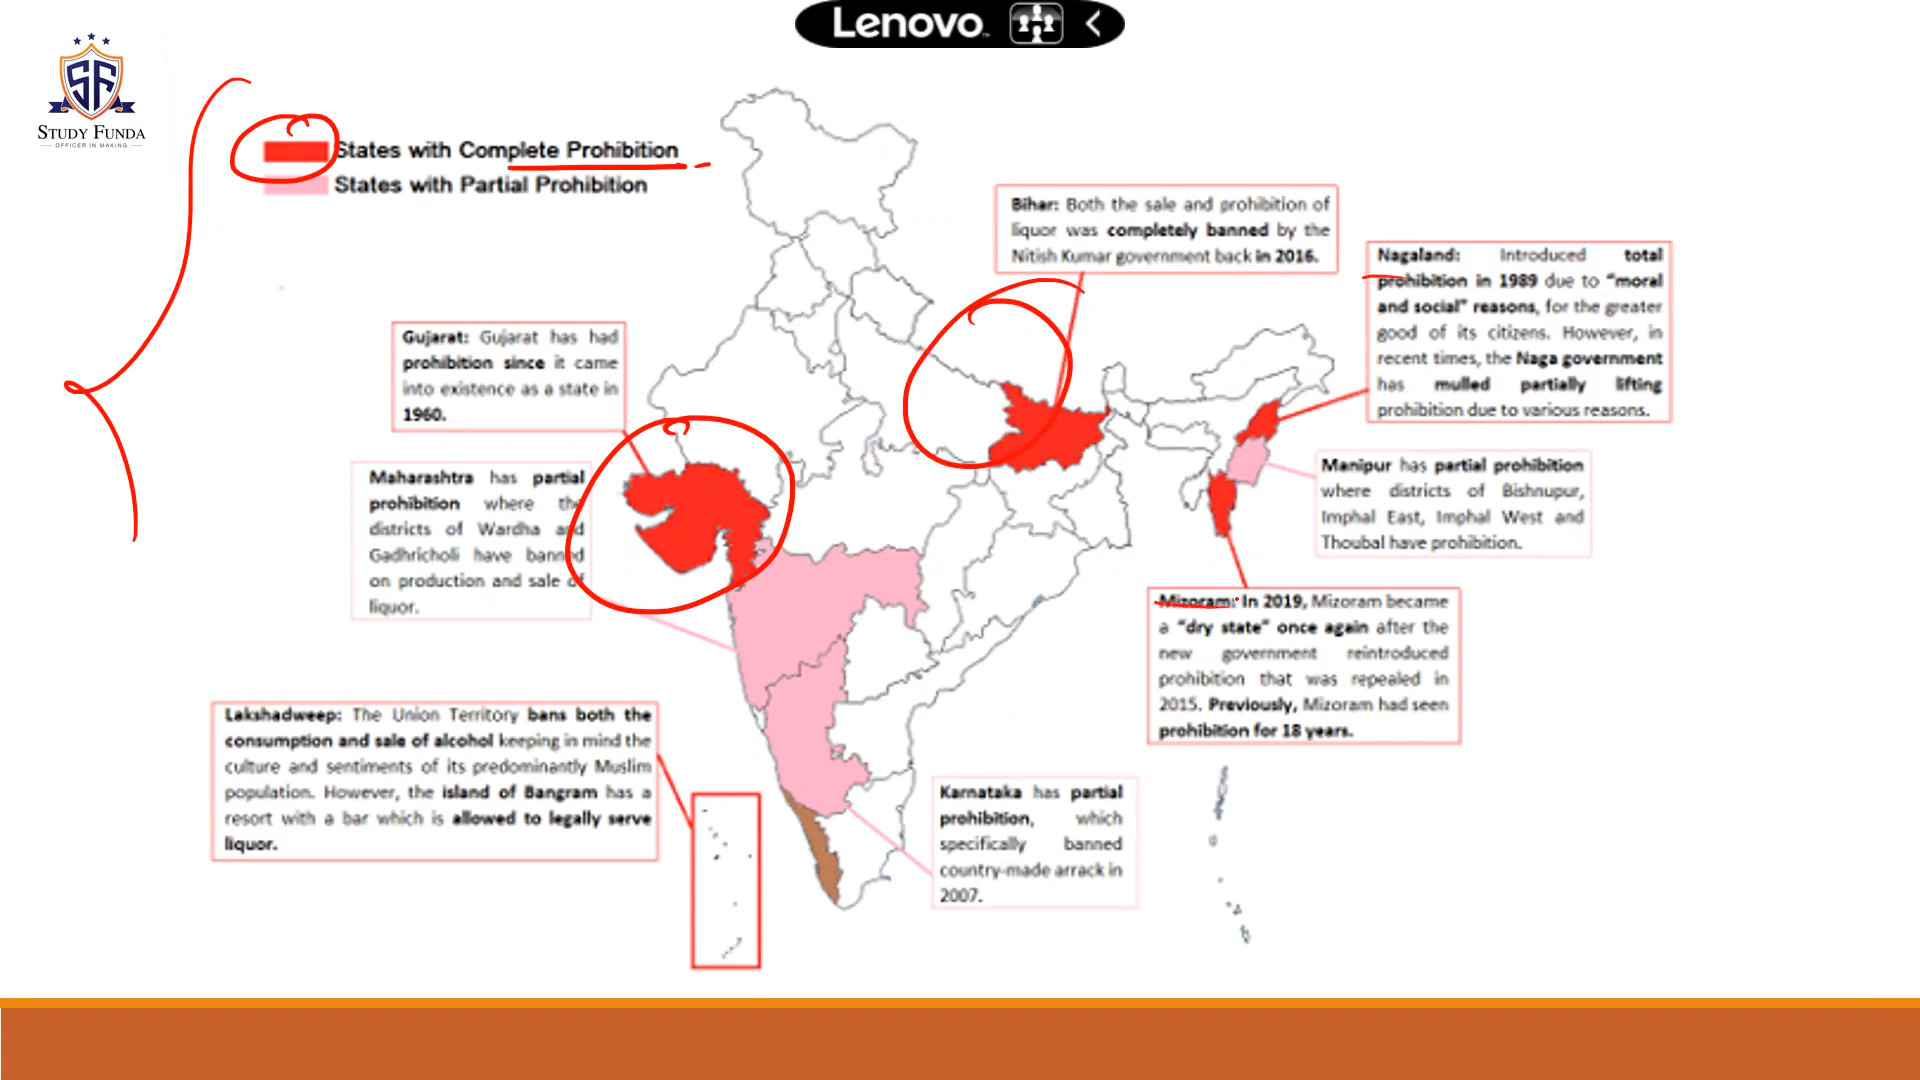 Lenovo
SF
STUDY FUNDA
OFFICER IN MAKING
States with Complete Prohibition
States with Partial Prohibition
Bihar: Both the sale and prohibition of
liquor was completely banned by the
Nitish Kumar government back in 2016.
Nagaland: Introduced total
prohibition in 1989 due to "moral
and social" reasons, for the greater
good of its citizens. However, in
recent times, the Naga government
has mulled partially lifting
prohibition due to various reasons.
Gujarat: Gujarat has had
prohibition since it came
into existence as a state in
1960.
Maharashtra has partial
prohibition where the
districts of Wardha and
Gadhricholi have banned
on production and sale of
liquor.
Manipur has partial prohibition
where districts of Bishnupur,
Imphal East, Imphal West and
Thoubal have prohibition.
Mizoram: In 2019, Mizoram became
a "dry state" once again after the
new government reintroduced
prohibition that was repealed in
2015. Previously, Mizoram had seen
prohibition for 18 years.
Lakshadweep: The Union Territory bans both the
consumption and sale of alcohol keeping in mind the
culture and sentiments of its predominantly Muslim
population. However, the island of Bangram has a
resort with a bar which is allowed to legally serve
liquor.
Karnataka has partial
prohibition, which
specifically banned
country-made arrack in
2007.